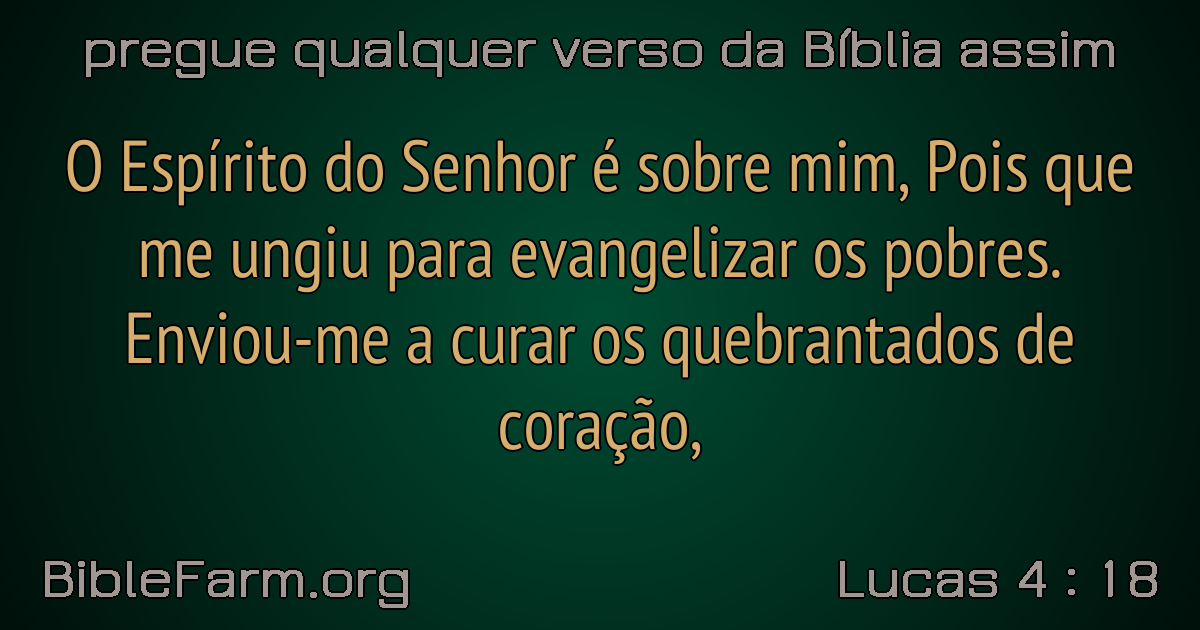 pregue qualquer verso da Bíblia assim
O Espírito do Senhor é sobre mim, Pois que
me ungiu para evangelizar os pobres.
Enviou-me a curar os quebrantados de
coração,
BibleFarm.org
Lucas 4 : 18